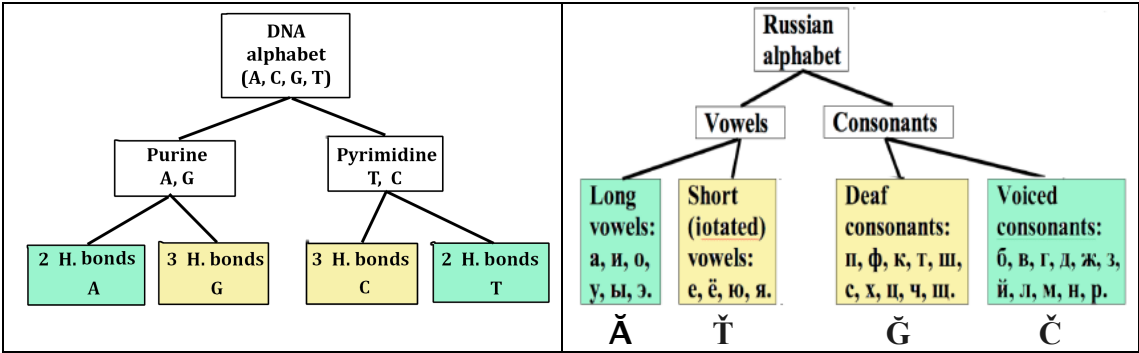 DNA
alphabet
(A, C, G, T)
Purine
A, G
Pyrimidine
T, C
2 H. bonds
A
3 H. bonds
G
3 H. bonds
C
2 H. bonds
T
Russian
alphabet
Vowels
Consonants
Long
vowels:
а, и, о,
у, ы, э.
Short
(iotated)
vowels:
е, ё, ю, я.
Deaf
consonants:
п, ф, к, т, ш,
с, х, ц, ч, щ.
Voiced
consonants:
б, в, г, д, ж, з,
й, л, м, н, р.
Ă
Ť
Ğ
Č